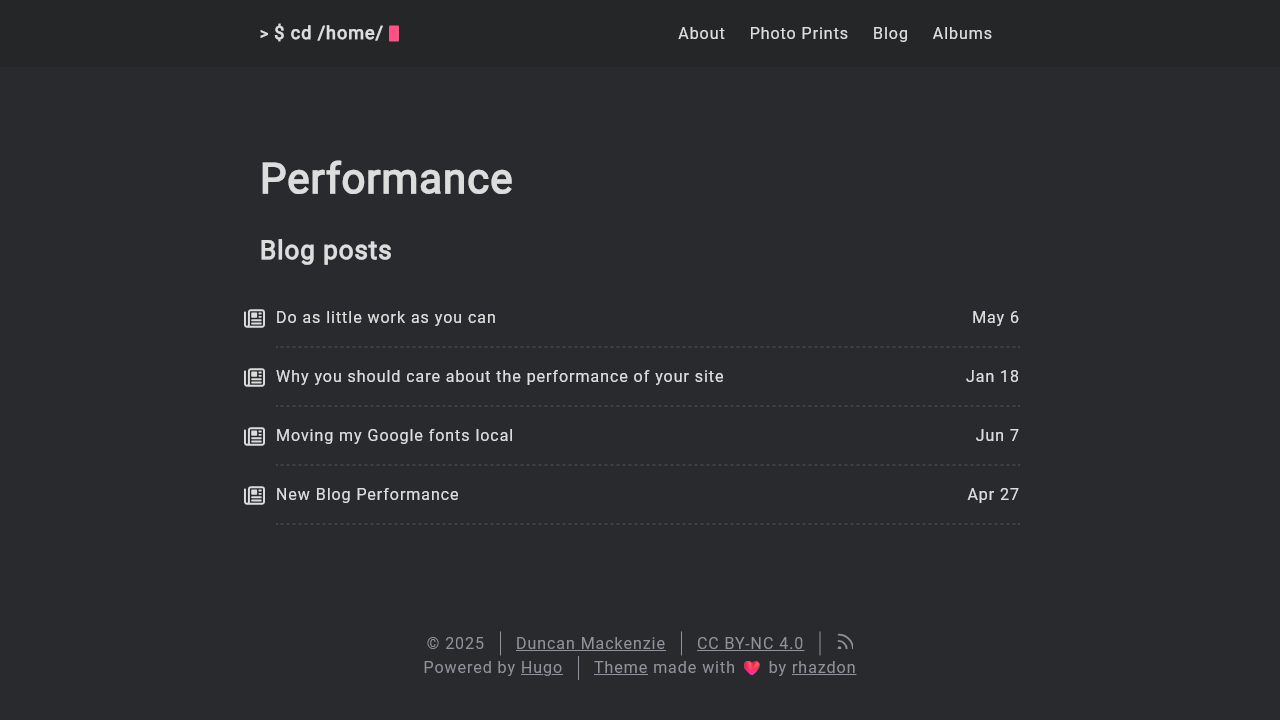 > $ cd /home/
About Photo Prints Blog Albums
Performance
Blog posts
Do as little work as you can May 6
Why you should care about the performance of your site Jan 18
Moving my Google fonts local Jun 7
New Blog Performance Apr 27
© 2025 Duncan Mackenzie CC BY-NC 4.0
Powered by Hugo Theme made with ❤️ by rhazdon